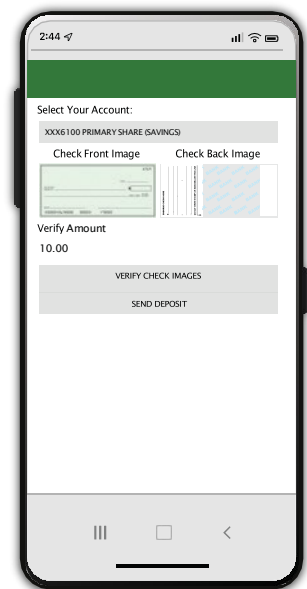 2:44
Select Your Account:
XXX6100 PRIMARY SHARE (SAVINGS)
Check Front Image Check Back Image
Verify Amount
10.00
VERIFY CHECK IMAGES
SEND DEPOSIT